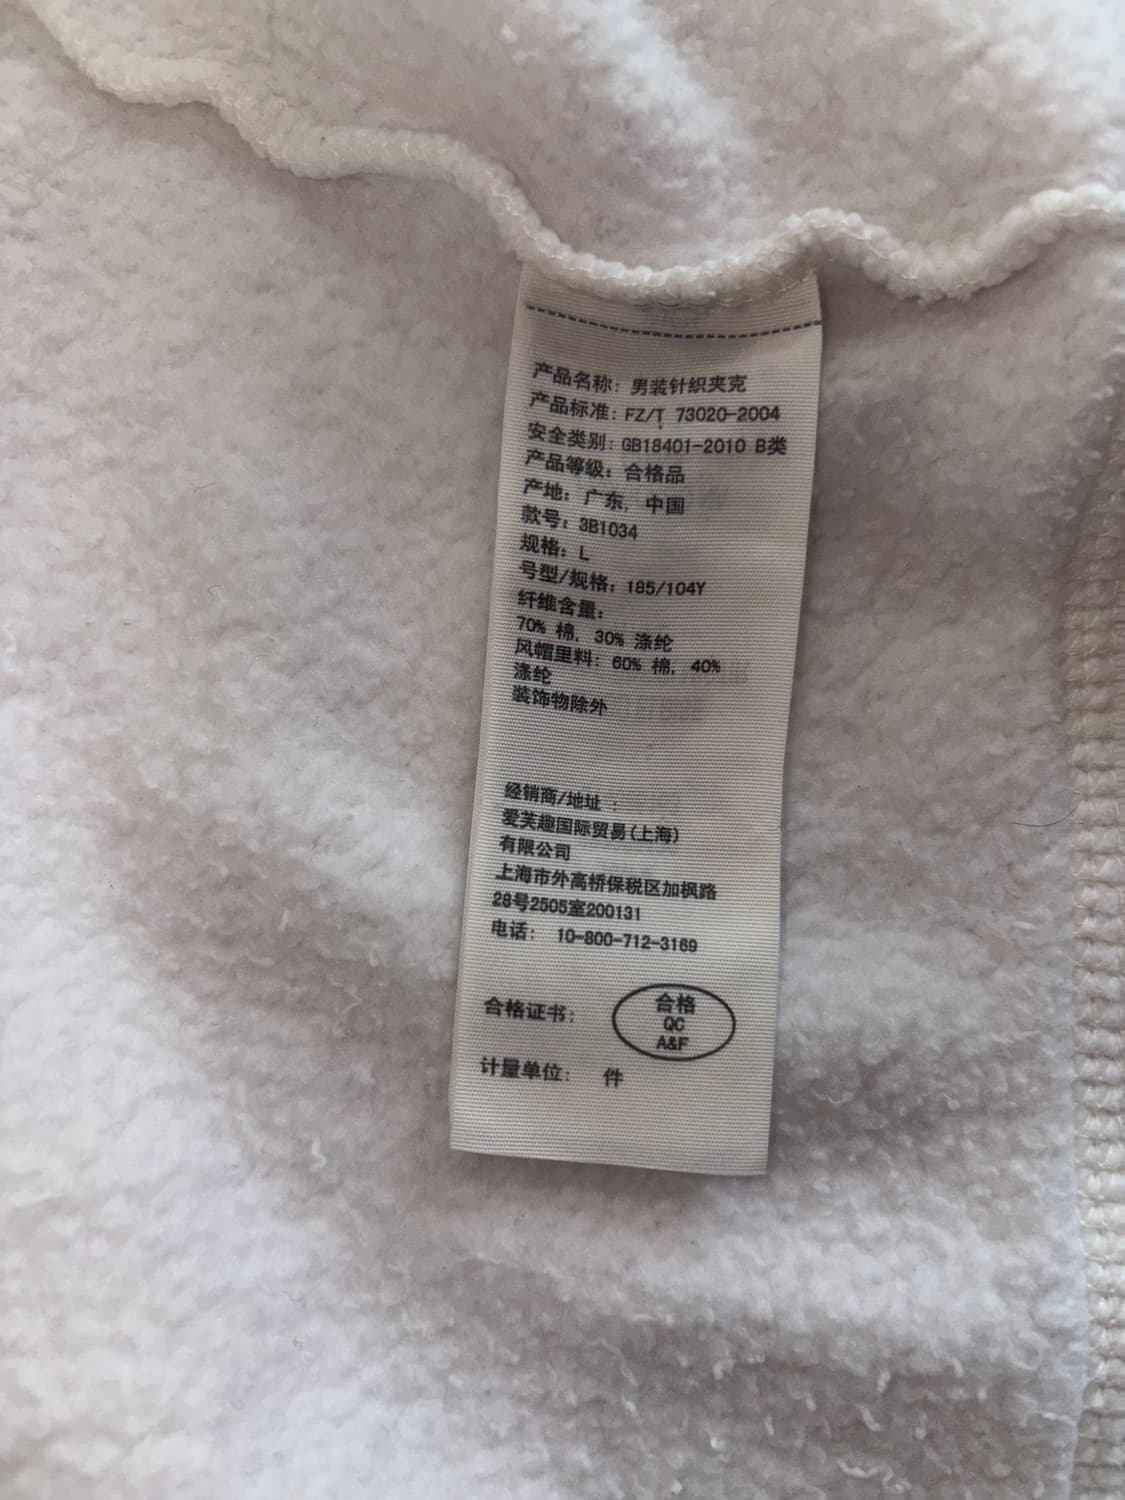 产品名称：男装针织夹克
产品标准：FZ/T 73020-2004
安全类别：GB18401-2010 B类
产品等级：合格品
产地：广东，中国
款号：3B1034
规格：L
号型/规格：185/104Y
纤维含量：
70% 棉，30% 涤纶
风帽里料：60% 棉，40%
涤纶
装饰物除外
经销商/地址：
爱芙趣国际贸易(上海)
有限公司
上海市外高桥保税区加枫路
28号2505室200131
电话： 10-800-712-3169
合格证书：
合格
QC
A&F
计量单位： 件